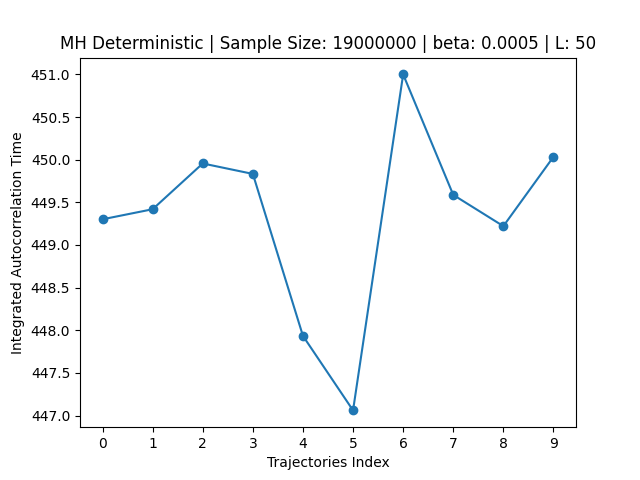 MH Deterministic | Sample Size: 19000000 | beta: 0.0005 | L: 50
Integrated Autocorrelation Time
451.0
450.5
450.0
449.5
449.0
448.5
448.0
447.5
447.0
0 1 2 3 4 5 6 7 8 9
Trajectories Index